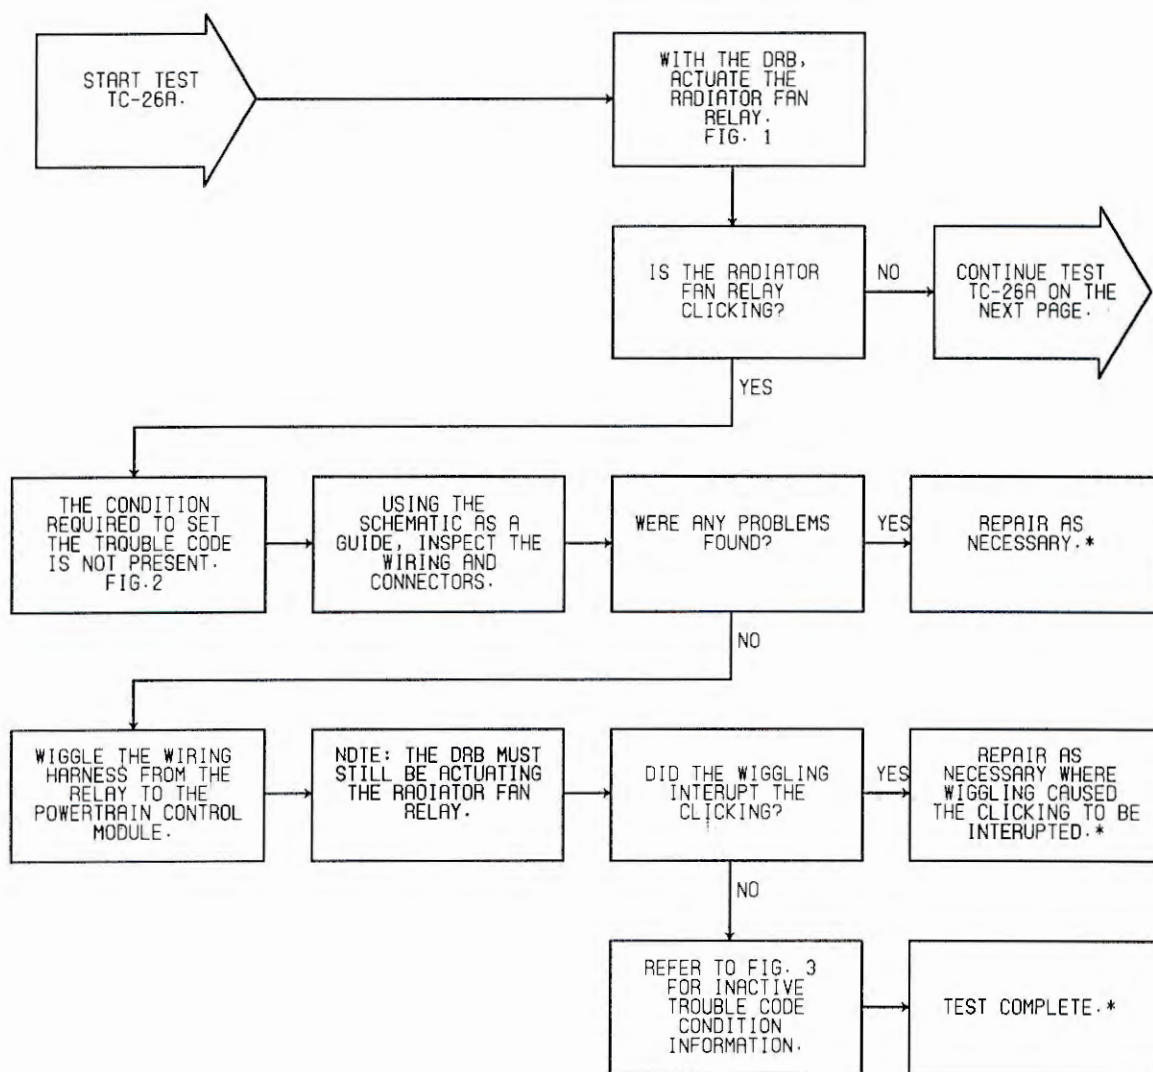 START TEST
TC-26A.
WITH THE DRB,
ACTUATE THE
RADIATOR FAN
RELAY.
FIG. 1
IS THE RADIATOR
FAN RELAY
CLICKING?
NO
CONTINUE TEST
TC-26A ON THE
NEXT PAGE.
YES
THE CONDITION
REQUIRED TO SET
THE TROUBLE CODE
IS NOT PRESENT.
FIG.2
USING THE
SCHEMATIC AS A
GUIDE, INSPECT THE
WIRING AND
CONNECTORS.
WERE ANY PROBLEMS
FOUND?
YES
REPAIR AS
NECESSARY.*
NO
WIGGLE THE WIRING
HARNESS FROM THE
RELAY TO THE
POWERTRAIN CONTROL
MODULE.
NOTE: THE DRB MUST
STILL BE ACTUATING
THE RADIATOR FAN
RELAY.
DID THE WIGGLING
INTERUPT THE
CLICKING?
YES
REPAIR AS
NECESSARY WHERE
WIGGLING CAUSED
THE CLICKING TO BE
INTERUPTED.*
NO
REFER TO FIG. 3
FOR INACTIVE
TROUBLE CODE
CONDITION
INFORMATION.
TEST COMPLETE.*